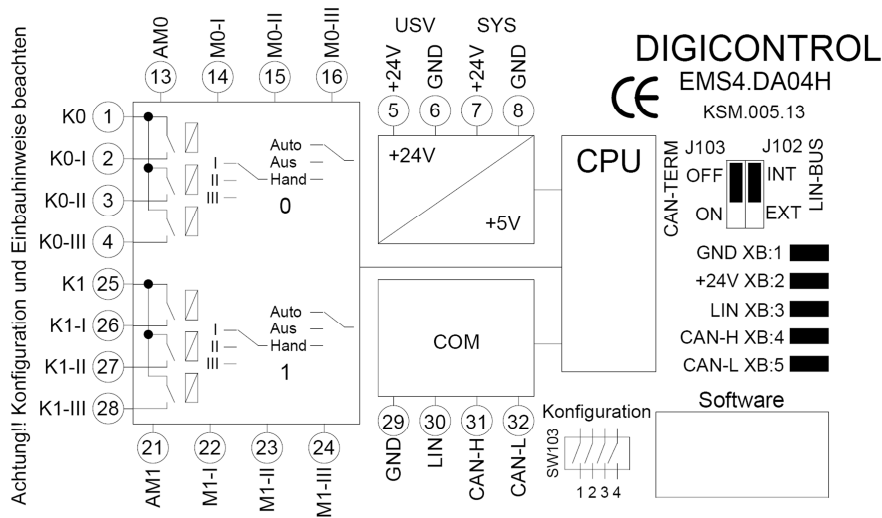 Achtung!! Konfiguration und Einbauhinweise beachten
AM0
M0-I
M0-II
M0-III
13
14
15
16
K0 1
K0-I 2
K0-II 3
K0-III 4
I
II
III
Auto
Aus
Hand
0
K1 25
K1-I 26
K1-II 27
K1-III 28
I
II
III
Auto
Aus
Hand
1
21
22
23
24
AM1
M1-I
M1-II
M1-III
USV
SYS
+24V
GND
+24V
GND
5
6
7
8
+24V
+5V
CPU
COM
29
30
31
32
GND
LIN
CAN-H
CAN-L
DIGICONTROL
CE EMS4.DA04H
KSM.005.13
J103 J102
CAN-TERM
OFF INT
ON EXT
LIN-BUS
GND XB:1
+24V XB:2
LIN XB:3
CAN-H XB:4
CAN-L XB:5
Konfiguration
SW103
1 2 3 4
Software